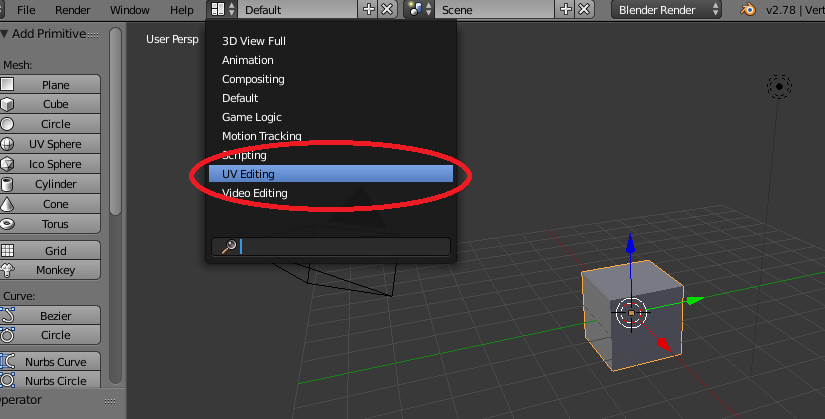 File Render Window Help Default Scene Blender Render v2.78 | Vert
Add Primitive
User Persp
Mesh:
Plane
Cube
Circle
UV Sphere
Ico Sphere
Cylinder
Cone
Torus
Grid
Monkey
Curve:
Bezier
Circle
Nurbs Curve
Nurbs Circle
perator
3D View Full
Animation
Compositing
Default
Game Logic
Motion Tracking
Scripting
UV Editing
Video Editing